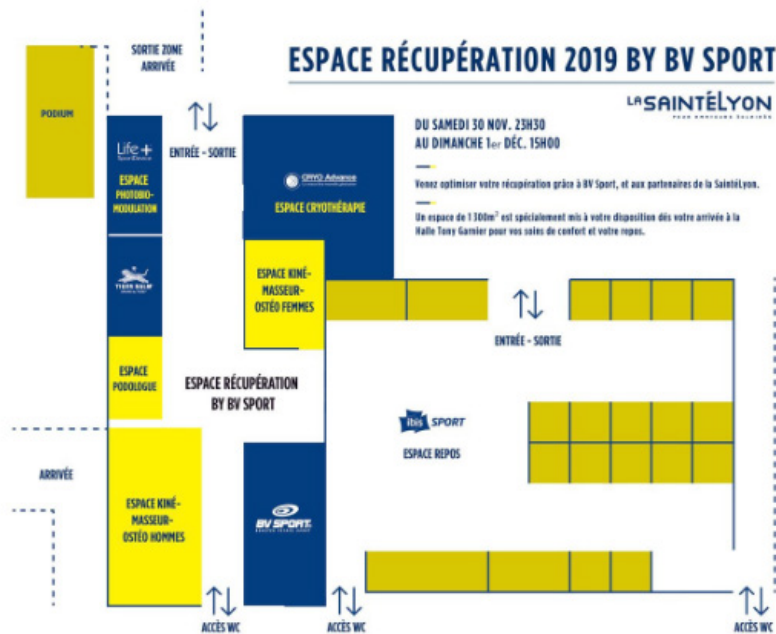 ESPACE RÉCUPÉRATION 2019 BY BV SPORT
LA SAINTÉLYON
DU SAMEDI 30 NOV. 23H30
AU DIMANCHE 1er DÉC. 15H00
Venez optimiser votre récupération grâce à BV Sport, et aux partenaires de la SaintéLyon.
Un espace de 1 300m² est spécialement mis à votre disposition dès votre arrivée à la
Halle Tony Garnier pour vos soins de confort et votre repos.
SORTIE ZONE
ARRIVÉE
PODIUM
ENTRÉE - SORTIE
Life+
ESPACE
PHOTOBIO-
MODULATION
CRYO Advance
ESPACE CRYOTHÉRAPIE
TIGER BALM
ESPACE KINÉ-
MASSEUR-
OSTÉO FEMMES
ENTRÉE - SORTIE
ESPACE
PODOLOGUE
ESPACE RÉCUPÉRATION
BY BV SPORT
ibis SPORT
ESPACE REPOS
ARRIVÉE
ESPACE KINÉ-
MASSEUR-
OSTÉO HOMMES
BV SPORT
ACCÈS WC
ACCÈS WC
ACCÈS WC